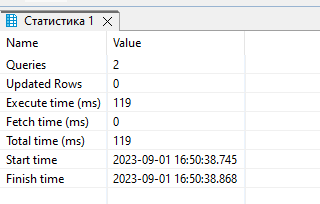 Статистика 1
Name Value
Queries 2
Updated Rows 0
Execute time (ms) 119
Fetch time (ms) 0
Total time (ms) 119
Start time 2023-09-01 16:50:38.745
Finish time 2023-09-01 16:50:38.868